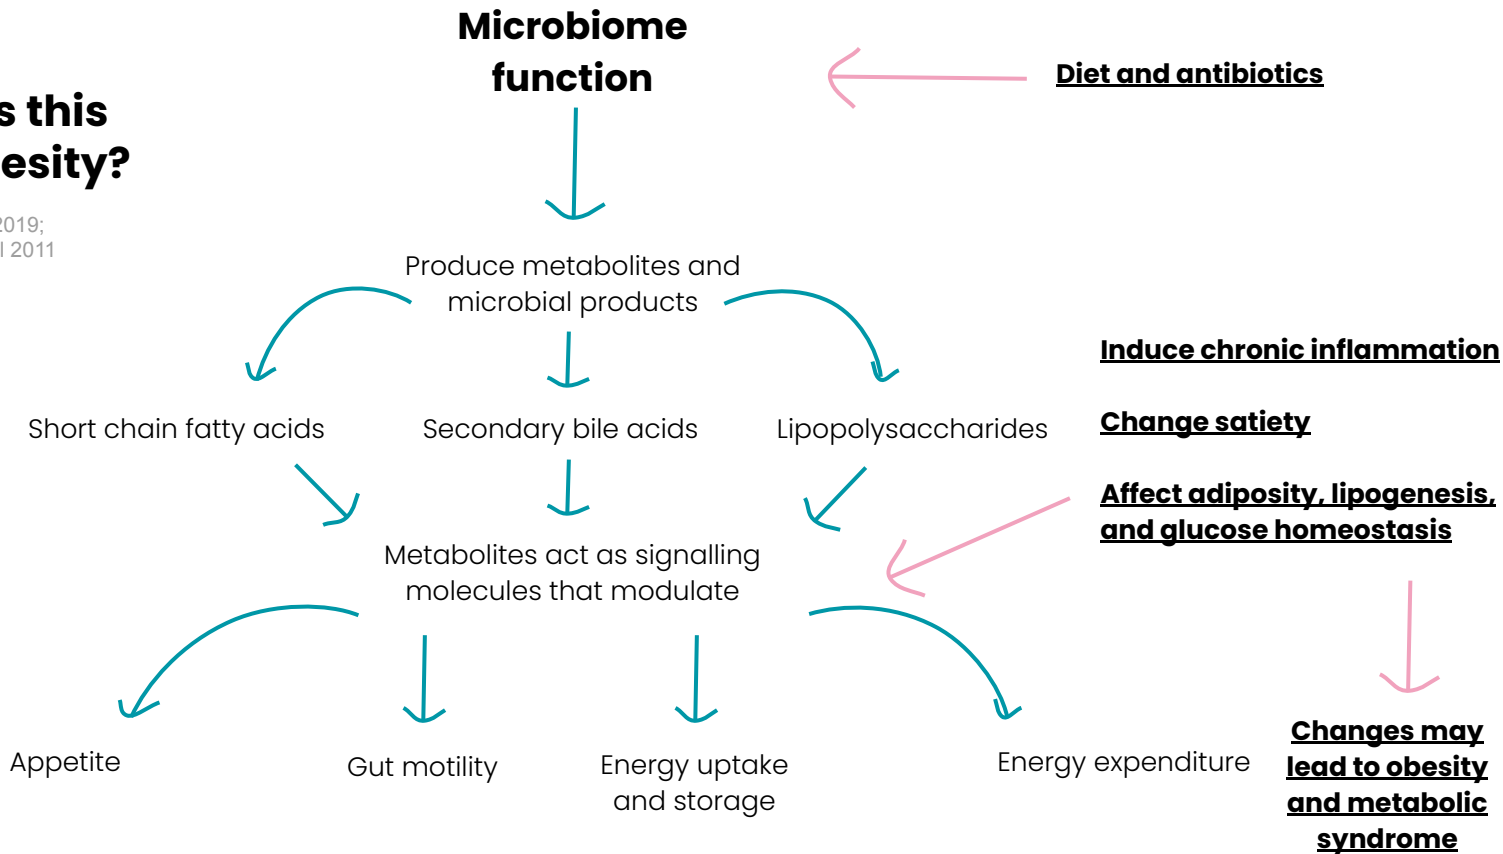 Microbiome
function
Diet and antibiotics
s this
esity?
2019;
l 2011
Produce metabolites and
microbial products
Induce chronic inflammation
Short chain fatty acids
Secondary bile acids
Lipopolysaccharides
Change satiety
Affect adiposity, lipogenesis,
and glucose homeostasis
Metabolites act as signalling
molecules that modulate
Appetite
Gut motility
Energy uptake
and storage
Energy expenditure
Changes may
lead to obesity
and metabolic
syndrome